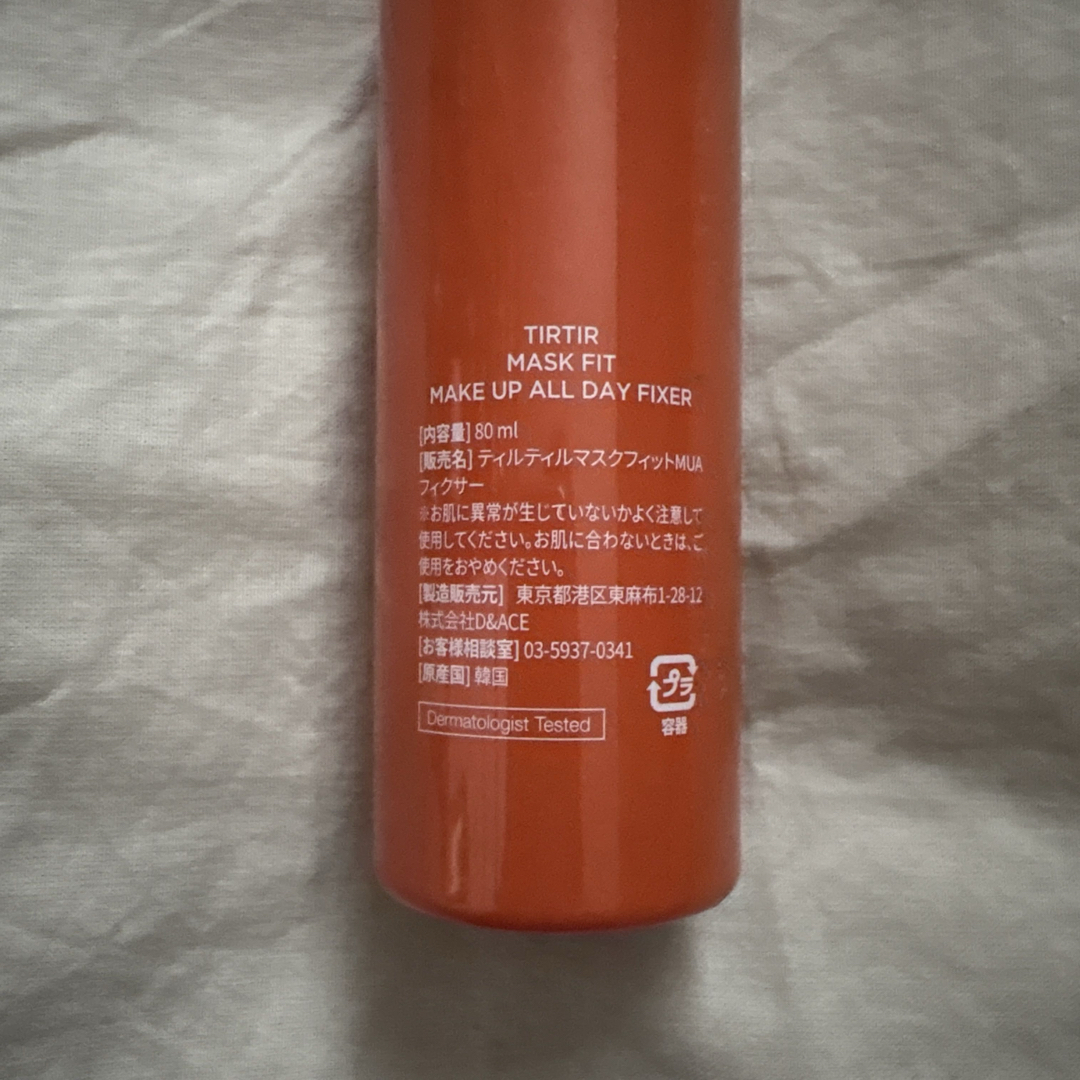 TIRTIR
MASK FIT
MAKE UP ALL DAY FIXER
[内容量] 80 ml
[販売名] ティルティルマスクフィットMUA
フィクサー
※お肌に異常が生じていないかよく注意して
使用してください。お肌に合わないときは、ご
使用をおやめください。
[製造販売元] 東京都港区東麻布1-28-12
株式会社D&ACE
[お客様相談室] 03-5937-0341
[原産国] 韓国
プラ
容器
Dermatologist Tested